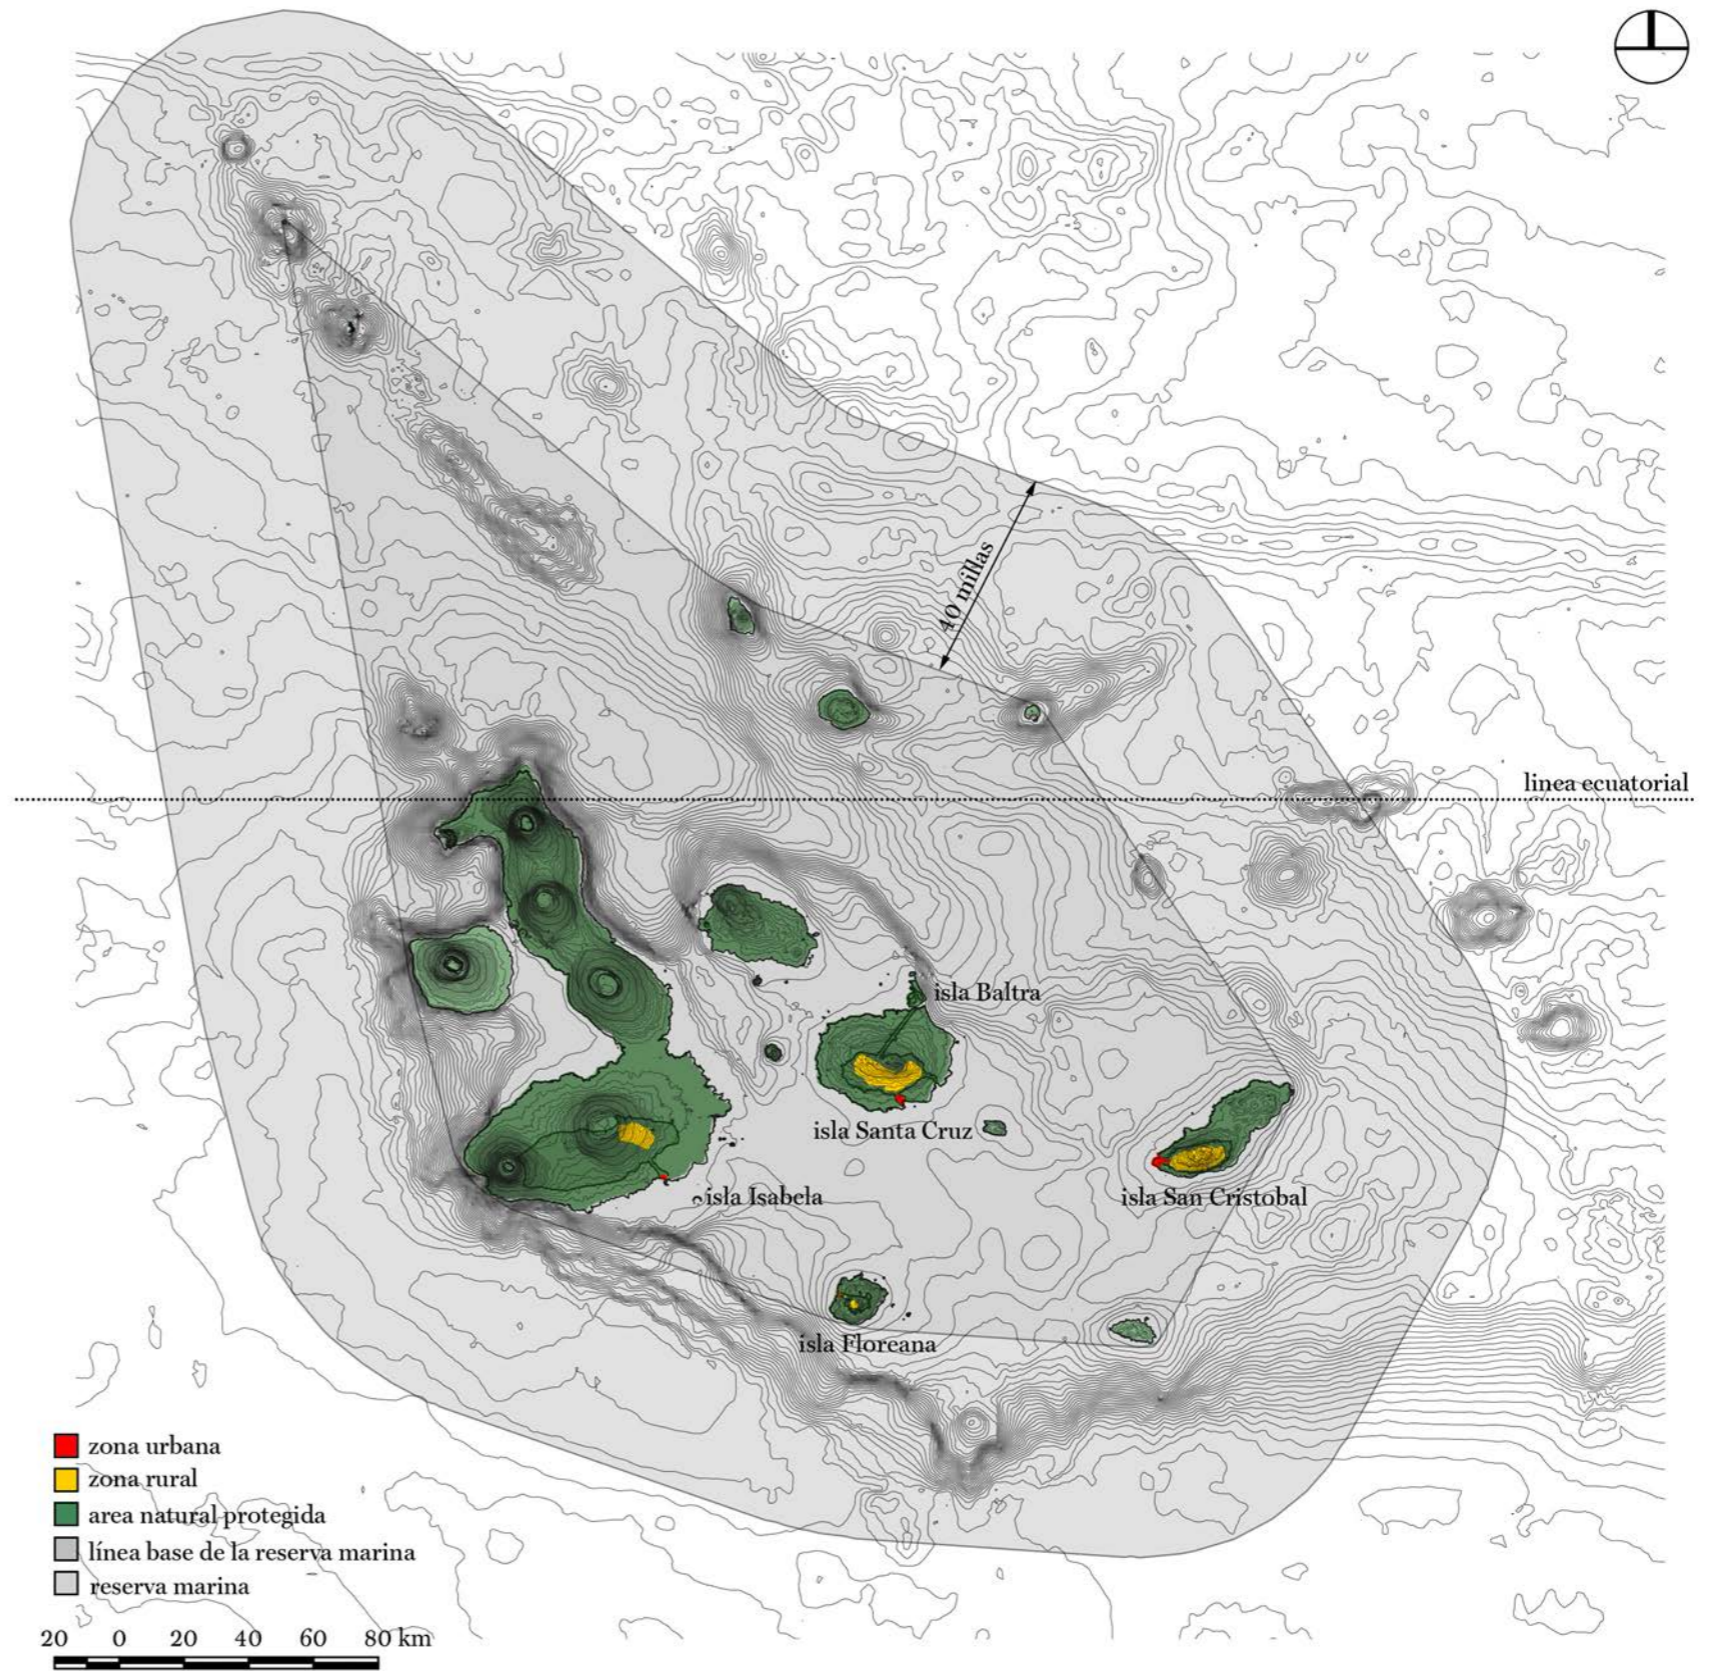 40 millas
linea ecuatorial
isla Baltra
isla Santa Cruz
isla Isabela
isla San Cristobal
isla Floreana
zona urbana
zona rural
area natural protegida
línea base de la reserva marina
reserva marina
20 0 20 40 60 80 km